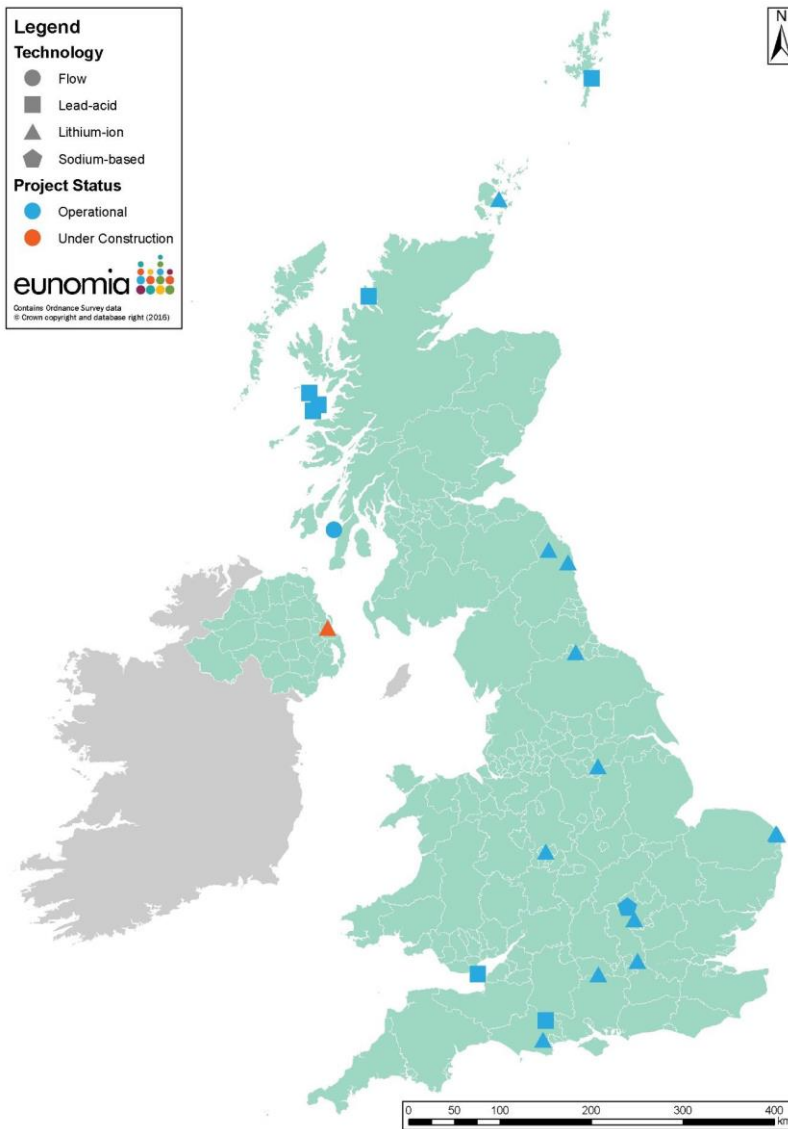 Legend
Technology
Flow
Lead-acid
Lithium-ion
Sodium-based
Project Status
Operational
Under Construction
eunomia
Contains Ordnance Survey data
© Crown copyright and database right (2016)
N
0 50 100 200 300 400
km